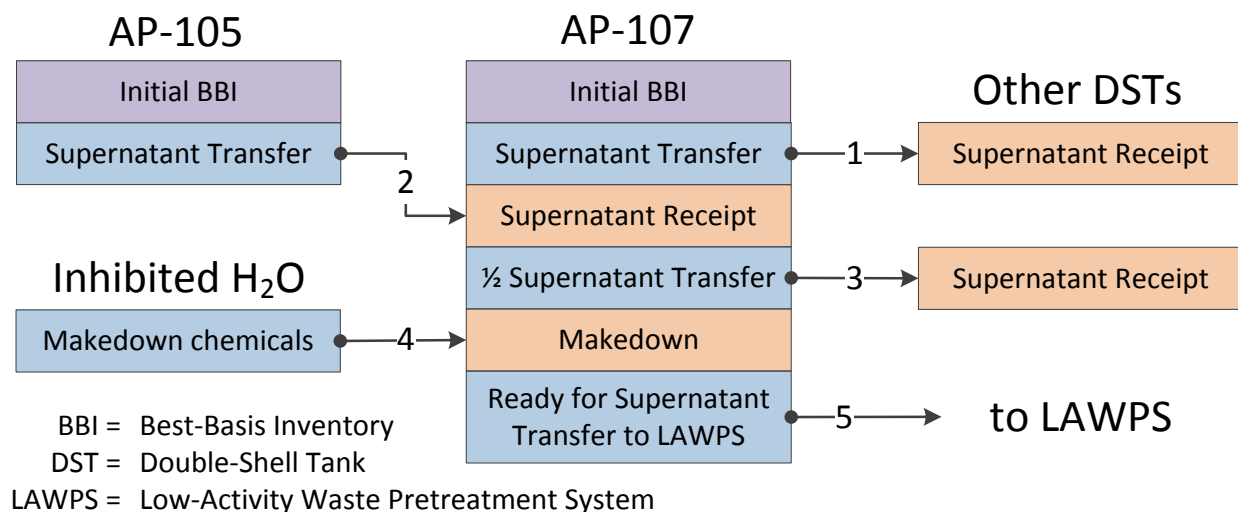 AP-105
Initial BBI
Supernatant Transfer
2
Inhibited H₂O
Makedown chemicals
4
AP-107
Initial BBI
Supernatant Transfer
1
Supernatant Receipt
½ Supernatant Transfer
3
Makedown
Ready for Supernatant
Transfer to LAWPS
5
Other DSTs
Supernatant Receipt
Supernatant Receipt
to LAWPS
BBI = Best-Basis Inventory
DST = Double-Shell Tank
LAWPS = Low-Activity Waste Pretreatment System